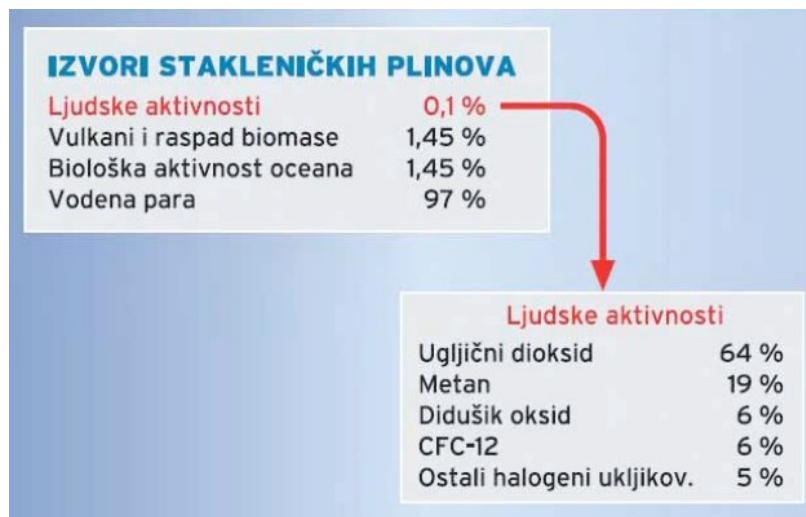 IZVORI STAKLENIČKIH PLINOVA
Ljudske aktivnosti 0,1 %
Vulkani i raspad biomase 1,45 %
Biološka aktivnost oceana 1,45 %
Vodena para 97 %
Ljudske aktivnosti
Ugljični dioksid 64 %
Metan 19 %
Didušik oksid 6 %
CFC-12 6 %
Ostali halogeni ukljikov. 5 %